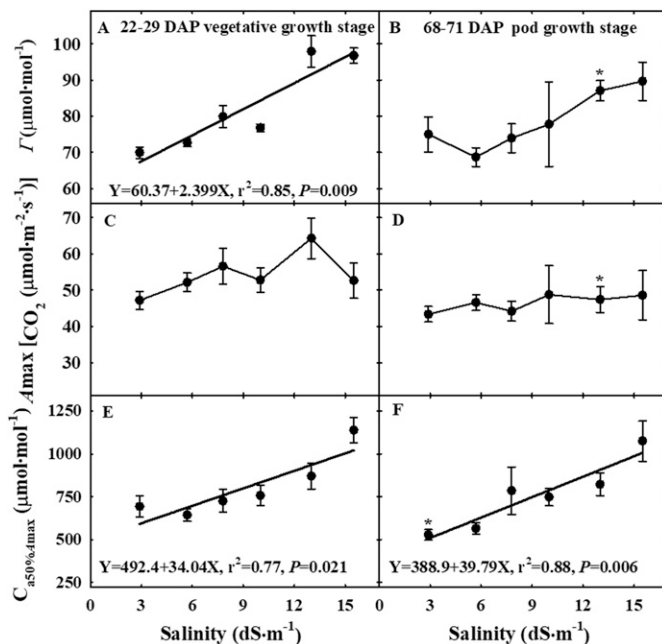 A 22-29 DAP vegetative growth stage
B 68-71 DAP pod growth stage
Γ (μmol·mol⁻¹)
100
90
80
70
60
*
Y=60.37+2.399X, r²=0.85, P=0.009
C
D
Amax [CO₂ (μmol·m⁻²·s⁻¹)]
70
60
50
40
30
*
E
F
Cₐ₅₀%Amax (μmol·mol⁻¹)
1250
1000
750
500
250
*
Y=492.4+34.04X, r²=0.77, P=0.021
Y=388.9+39.79X, r²=0.88, P=0.006
0 3 6 9 12 15 0 3 6 9 12 15
Salinity (dS·m⁻¹)
Salinity (dS·m⁻¹)